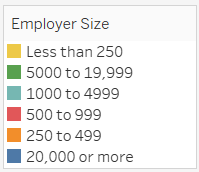 Employer Size
Less than 250
5000 to 19,999
1000 to 4999
500 to 999
250 to 499
20,000 or more